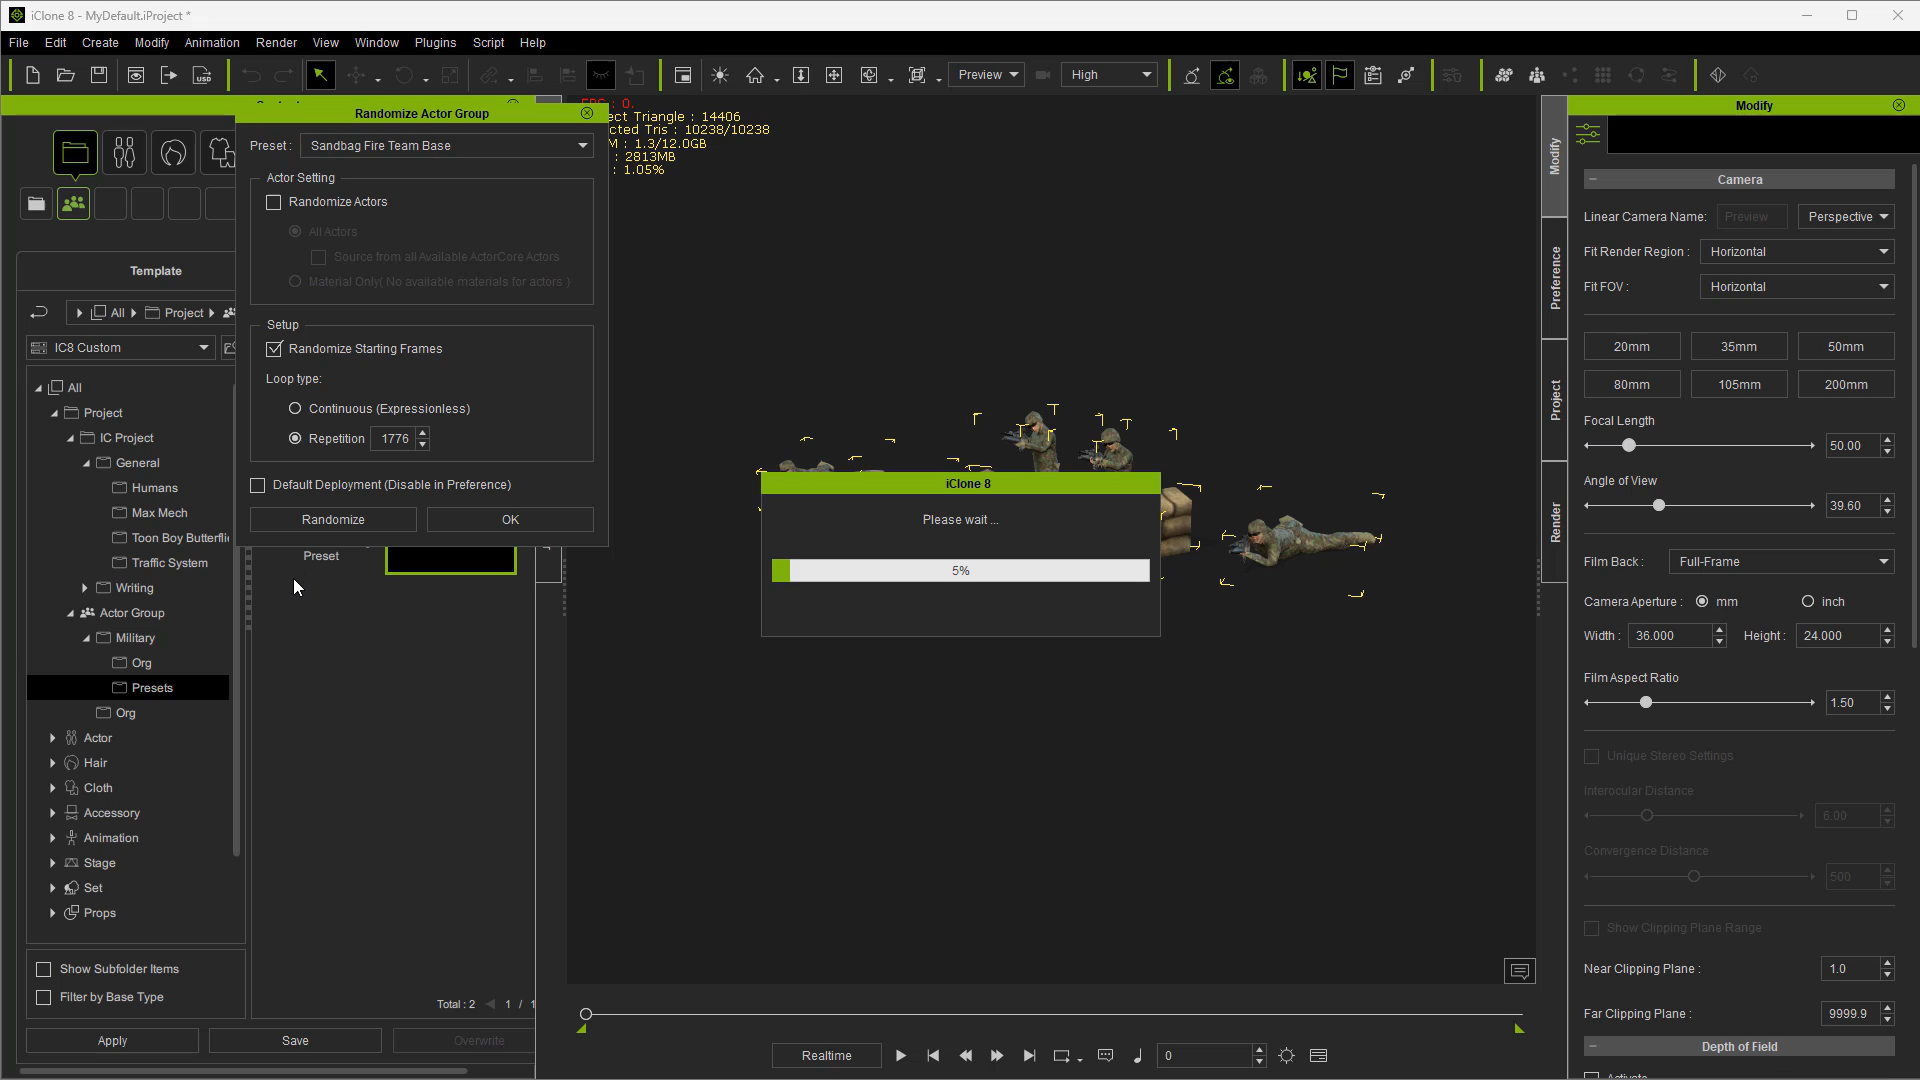 iClone 8 - MyDefault.iProject *
File Edit Create Modify Animation Render View Window Plugins Script Help
Preview
High
Randomize Actor Group
Preset : Sandbag Fire Team Base
Actor Setting
Randomize Actors
All Actors
Source from all Available ActorCore Actors
Material Only( No available materials for actors )
Setup
Randomize Starting Frames
Loop type:
Continuous (Expressionless)
Repetition 1776
Default Deployment (Disable in Preference)
Randomize OK
Preset
Template
All Project
IC8 Custom
All
Project
IC Project
General
Humans
Max Mech
Toon Boy Butterfli
Traffic System
Writing
Actor Group
Military
Org
Presets
Org
Actor
Hair
Cloth
Accessory
Animation
Stage
Set
Props
Show Subfolder Items
Filter by Base Type
Total : 2 1 / 1
Apply Save Overwrite
: 0.
ect Triangle : 14406
cted Tris : 10238/10238
M : 1.3/12.0GB
: 2813MB
: 1.05%
iClone 8
Please wait ...
5%
Realtime
0
Modify
Preference
Project
Render
Modify
Camera
Linear Camera Name: Preview Perspective
Fit Render Region : Horizontal
Fit FOV : Horizontal
20mm 35mm 50mm
80mm 105mm 200mm
Focal Length
50.00
Angle of View
39.60
Film Back : Full-Frame
Camera Aperture : mm inch
Width : 36.000 Height : 24.000
Film Aspect Ratio
1.50
Unique Stereo Settings
Interocular Distance
6.00
Convergence Distance
500
Show Clipping Plane Range
Near Clipping Plane : 1.0
Far Clipping Plane : 9999.9
Depth of Field